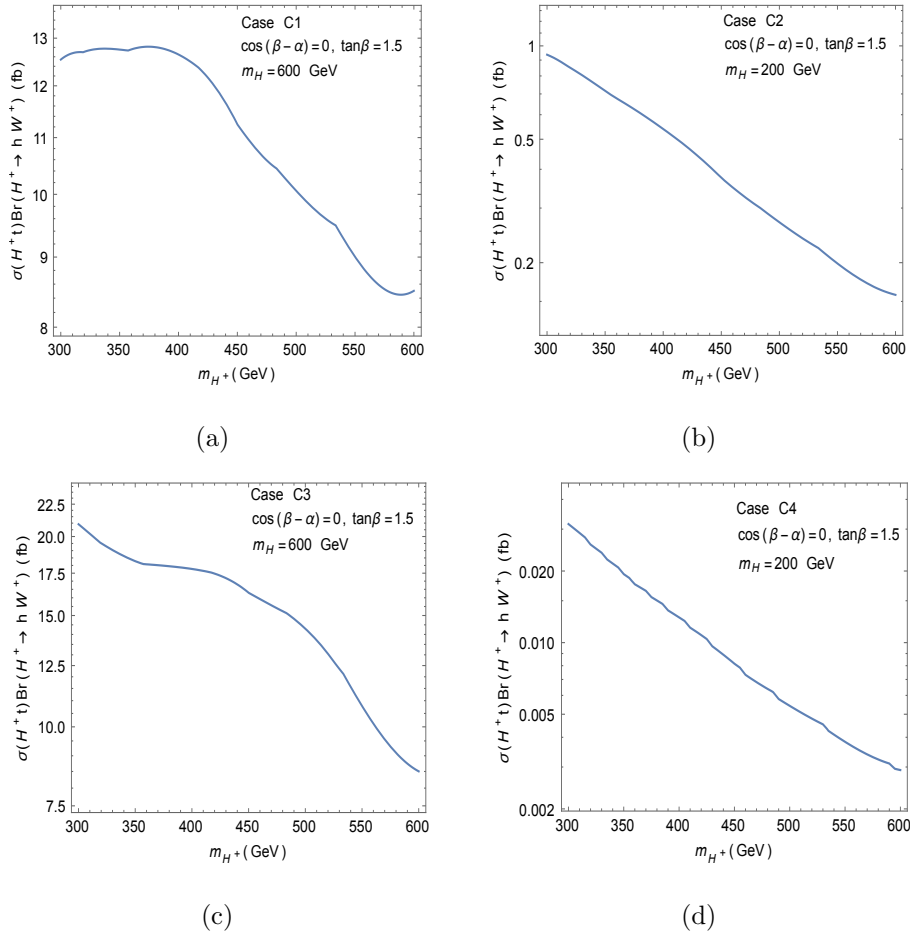 Case C1
cos(β-α)=0, tanβ=1.5
m_H=600 GeV
σ(H⁺t)Br(H⁺→ h W⁺) (fb)
13
12
11
10
9
8
300 350 400 450 500 550 600
m_H⁺(GeV)
(a)
Case C2
cos(β-α)=0, tanβ=1.5
m_H=200 GeV
σ(H⁺t)Br(H⁺→ h W⁺) (fb)
1
0.5
0.2
300 350 400 450 500 550 600
m_H⁺(GeV)
(b)
Case C3
cos(β-α)=0, tanβ=1.5
m_H=600 GeV
σ(H⁺t)Br(H⁺→ h W⁺) (fb)
22.5
20.0
17.5
15.0
12.5
10.0
7.5
300 350 400 450 500 550 600
m_H⁺(GeV)
(c)
Case C4
cos(β-α)=0, tanβ=1.5
m_H=200 GeV
σ(H⁺t)Br(H⁺→ h W⁺) (fb)
0.020
0.010
0.005
0.002
300 350 400 450 500 550 600
m_H⁺(GeV)
(d)